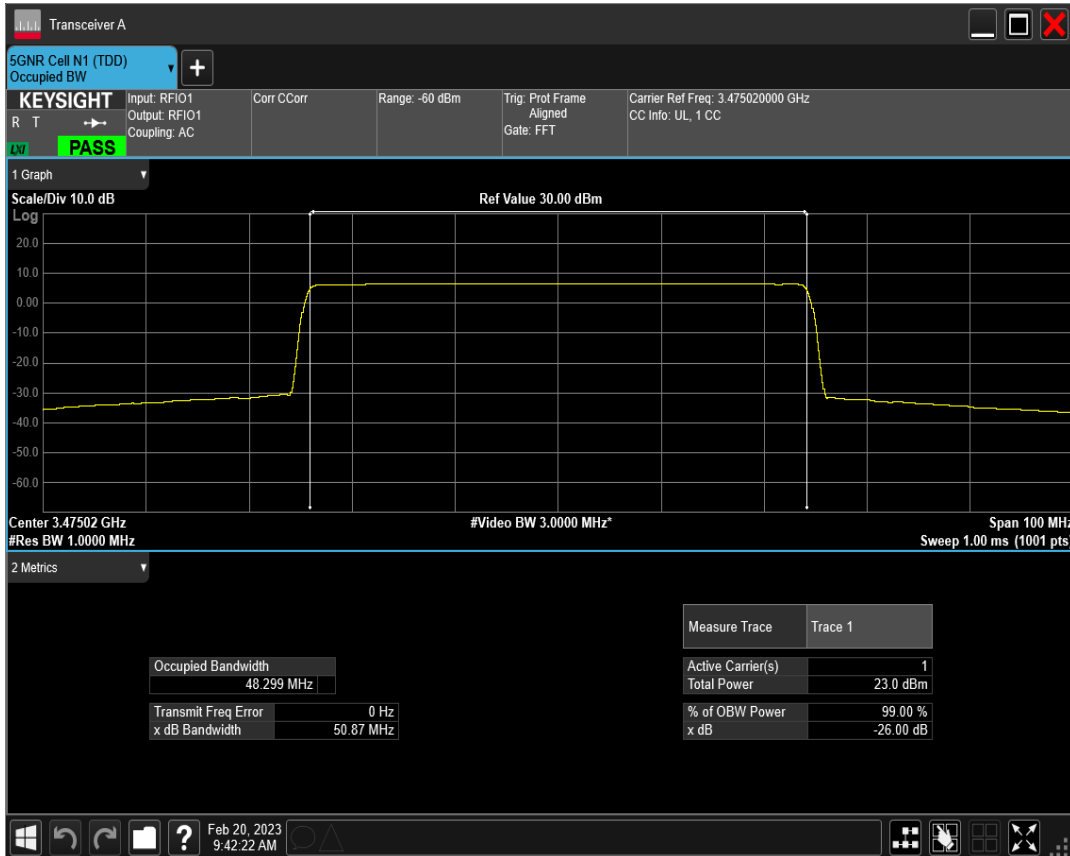 Transceiver A
5GNR Cell N1 (TDD)
Occupied BW
+
KEYSIGHT
R T
LXI
PASS
Input: RFIO1
Output: RFIO1
Coupling: AC
Corr CCorr
Range: -60 dBm
Trig: Prot Frame
Aligned
Gate: FFT
Carrier Ref Freq: 3.475020000 GHz
CC Info: UL, 1 CC
1 Graph
Scale/Div 10.0 dB
Ref Value 30.00 dBm
Log
20.0
10.0
0.00
-10.0
-20.0
-30.0
-40.0
-50.0
-60.0
Center 3.47502 GHz
#Video BW 3.0000 MHz*
Span 100 MHz
#Res BW 1.0000 MHz
Sweep 1.00 ms (1001 pts)
2 Metrics
Measure Trace Trace 1
Occupied Bandwidth
48.299 MHz
Active Carrier(s) 1
Total Power 23.0 dBm
Transmit Freq Error 0 Hz
x dB Bandwidth 50.87 MHz
% of OBW Power 99.00 %
x dB -26.00 dB
?
Feb 20, 2023
9:42:22 AM